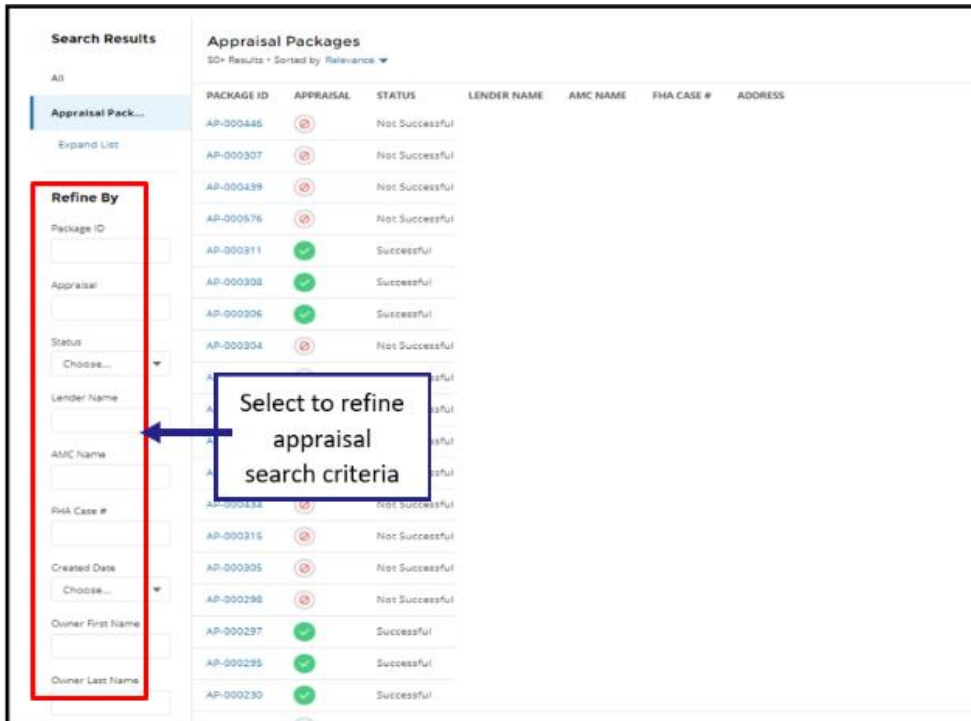 Search Results
All
Appraisal Pack...
Expand List
Refine By
Package ID
Appraisal
Status
Choose...
Lender Name
AMC Name
FHA Case #
Created Date
Choose...
Owner First Name
Owner Last Name
Appraisal Packages
50+ Results • Sorted by Relevance
PACKAGE ID APPRAISAL STATUS LENDER NAME AMC NAME FHA CASE # ADDRESS
AP-000446 Not Successful
AP-000307 Not Successful
AP-000439 Not Successful
AP-000576 Not Successful
AP-000311 Successful
AP-000308 Successful
AP-000306 Successful
AP-000304 Not Successful
Select to refine
appraisal
search criteria
AP-000434 Not Successful
AP-000315 Not Successful
AP-000305 Not Successful
AP-000298 Not Successful
AP-000297 Successful
AP-000295 Successful
AP-000230 Successful